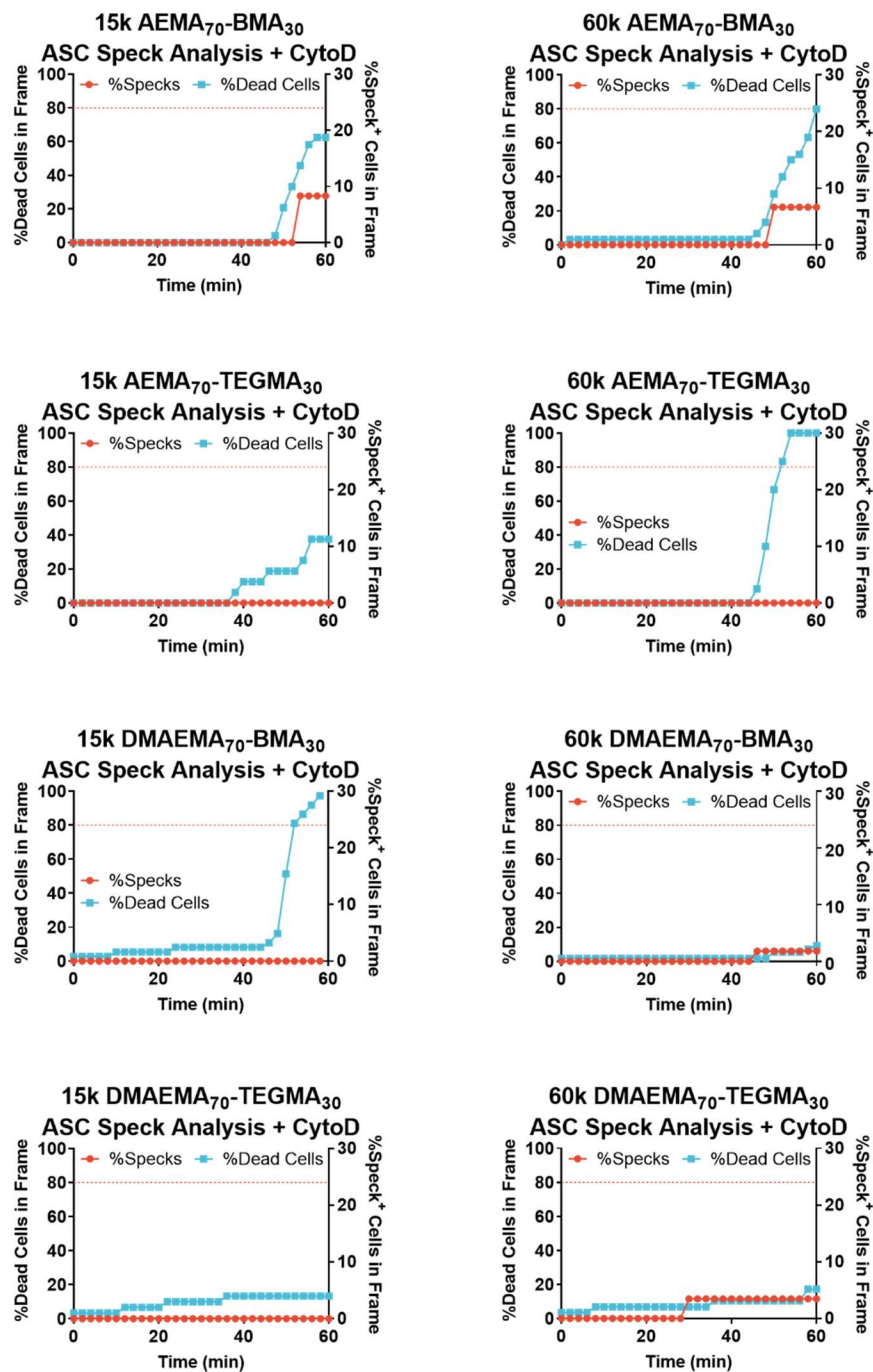 15k AEMA₇₀-BMA₃₀
ASC Speck Analysis + CytoD
%Specks %Dead Cells
%Dead Cells in Frame
100
80
60
40
20
0
30
20
10
0
%Speck⁺ Cells in Frame
0 20 40 60
Time (min)
60k AEMA₇₀-BMA₃₀
ASC Speck Analysis + CytoD
%Specks %Dead Cells
%Dead Cells in Frame
100
80
60
40
20
0
30
20
10
0
%Speck⁺ Cells in Frame
0 20 40 60
Time (min)
15k AEMA₇₀-TEGMA₃₀
ASC Speck Analysis + CytoD
%Specks %Dead Cells
%Dead Cells in Frame
100
80
60
40
20
0
30
20
10
0
%Speck⁺ Cells in Frame
0 20 40 60
Time (min)
60k AEMA₇₀-TEGMA₃₀
ASC Speck Analysis + CytoD
%Specks
%Dead Cells
%Dead Cells in Frame
100
80
60
40
20
0
30
20
10
0
%Speck⁺ Cells in Frame
0 20 40 60
Time (min)
15k DMAEMA₇₀-BMA₃₀
ASC Speck Analysis + CytoD
%Specks
%Dead Cells
%Dead Cells in Frame
100
80
60
40
20
0
30
20
10
0
%Speck⁺ Cells in Frame
0 20 40 60
Time (min)
60k DMAEMA₇₀-BMA₃₀
ASC Speck Analysis + CytoD
%Specks %Dead Cells
%Dead Cells in Frame
100
80
60
40
20
0
30
20
10
0
%Speck⁺ Cells in Frame
0 20 40 60
Time (min)
15k DMAEMA₇₀-TEGMA₃₀
ASC Speck Analysis + CytoD
%Specks %Dead Cells
%Dead Cells in Frame
100
80
60
40
20
0
30
20
10
0
%Speck⁺ Cells in Frame
0 20 40 60
Time (min)
60k DMAEMA₇₀-TEGMA₃₀
ASC Speck Analysis + CytoD
%Specks %Dead Cells
%Dead Cells in Frame
100
80
60
40
20
0
30
20
10
0
%Speck⁺ Cells in Frame
0 20 40 60
Time (min)